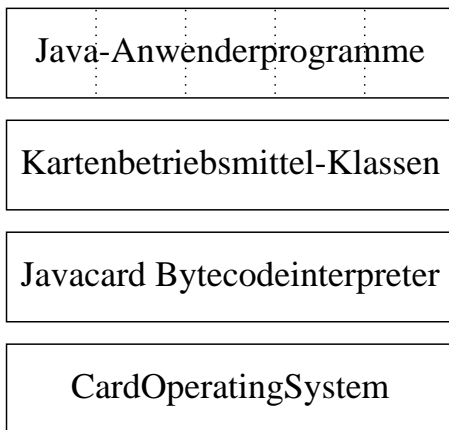 Java-Anwenderprogramme
Kartenbetriebsmittel-Klassen
Javacard Bytecodeinterpreter
CardOperatingSystem